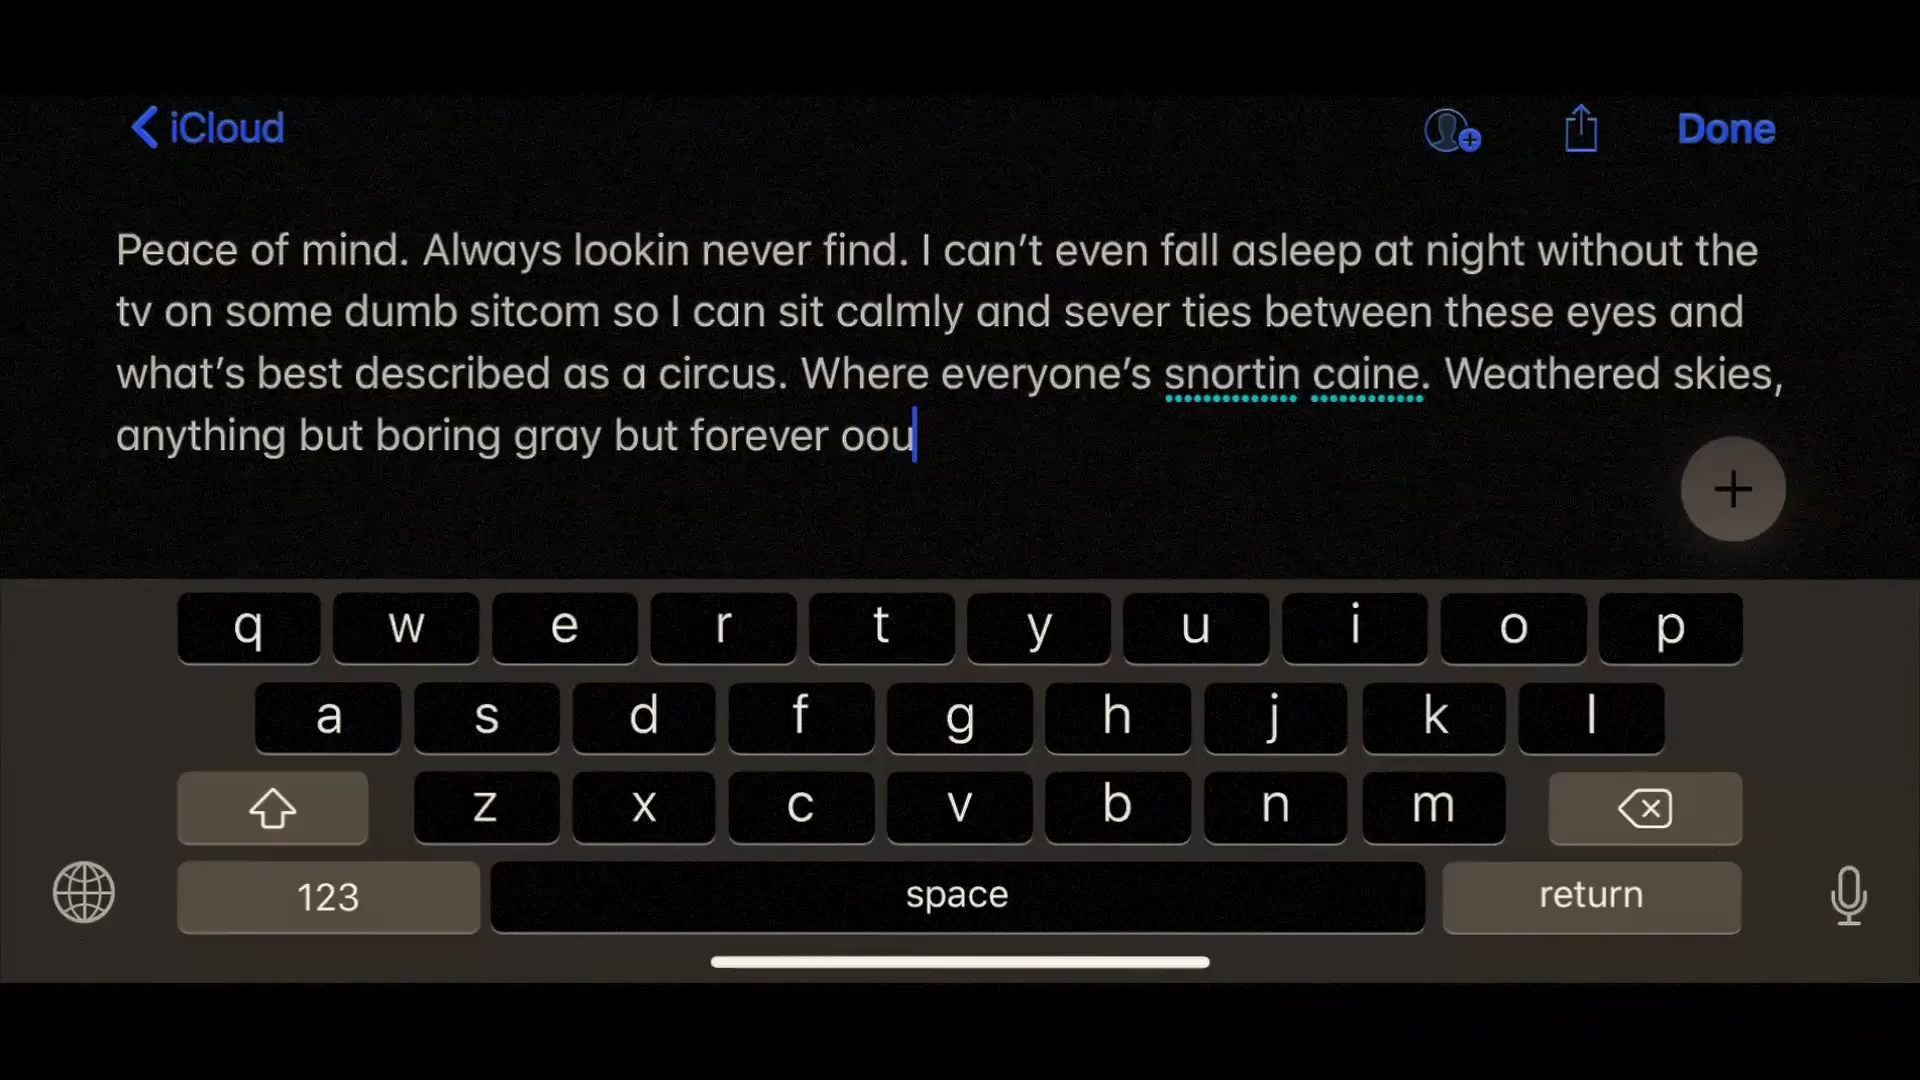 iCloud Done
Peace of mind. Always lookin never find. I can’t even fall asleep at night without the
tv on some dumb sitcom so I can sit calmly and sever ties between these eyes and
what’s best described as a circus. Where everyone’s snortin caine. Weathered skies,
anything but boring gray but forever oou
q w e r t y u i o p
a s d f g h j k l
z x c v b n m
123 space return